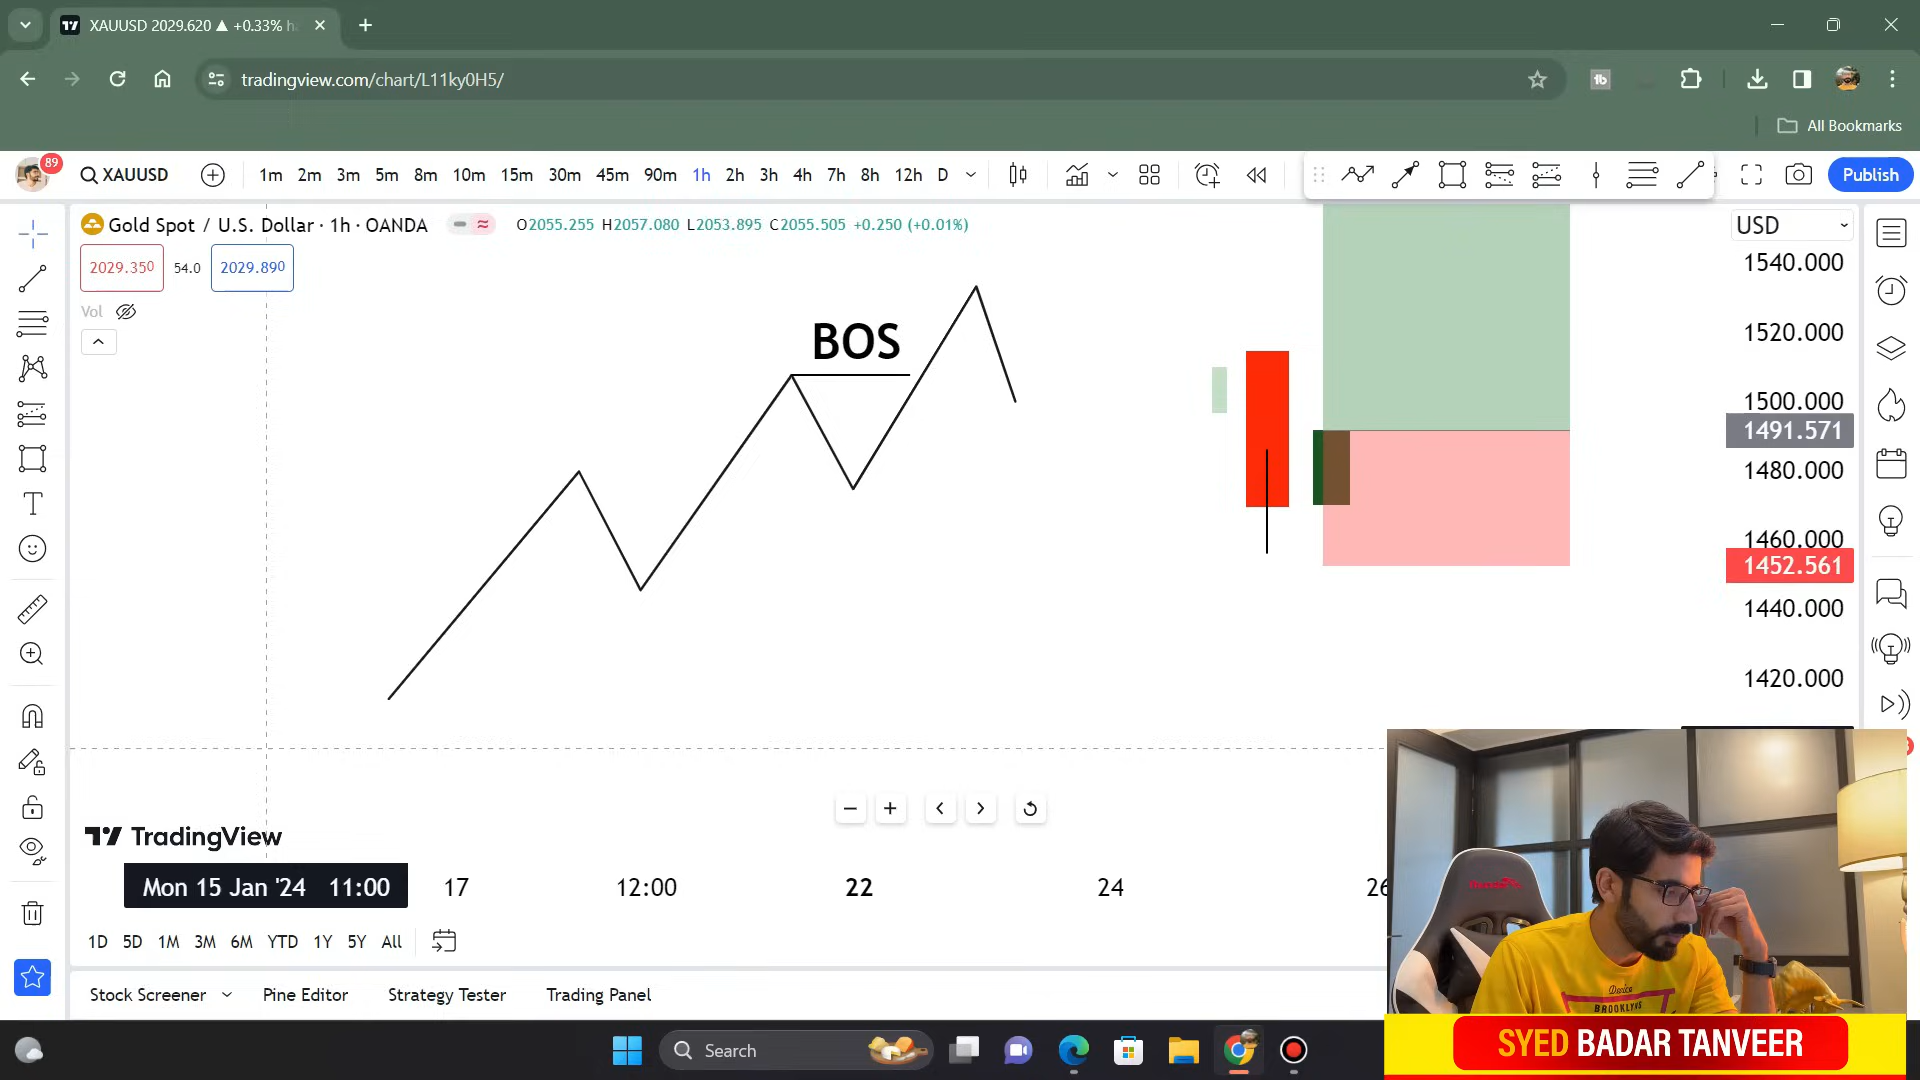 XAUUSD 2029.620 ▲ +0.33%
tradingview.com/chart/L11ky0H5/
All Bookmarks
89
XAUUSD
1m 2m 3m 5m 8m 10m 15m 30m 45m 90m 1h 2h 3h 4h 7h 8h 12h D
Publish
Gold Spot / U.S. Dollar · 1h · OANDA
O2055.255 H2057.080 L2053.895 C2055.505 +0.250 (+0.01%)
USD
2029.350
54.0
2029.890
Vol
BOS
1540.000
1520.000
1500.000
1491.571
1480.000
1460.000
1452.561
1440.000
1420.000
TradingView
Mon 15 Jan '24 11:00
17
12:00
22
24
26
1D 5D 1M 3M 6M YTD 1Y 5Y All
Stock Screener
Pine Editor
Strategy Tester
Trading Panel
Device
BROOKLYNS
Search
SYED BADAR TANVEER